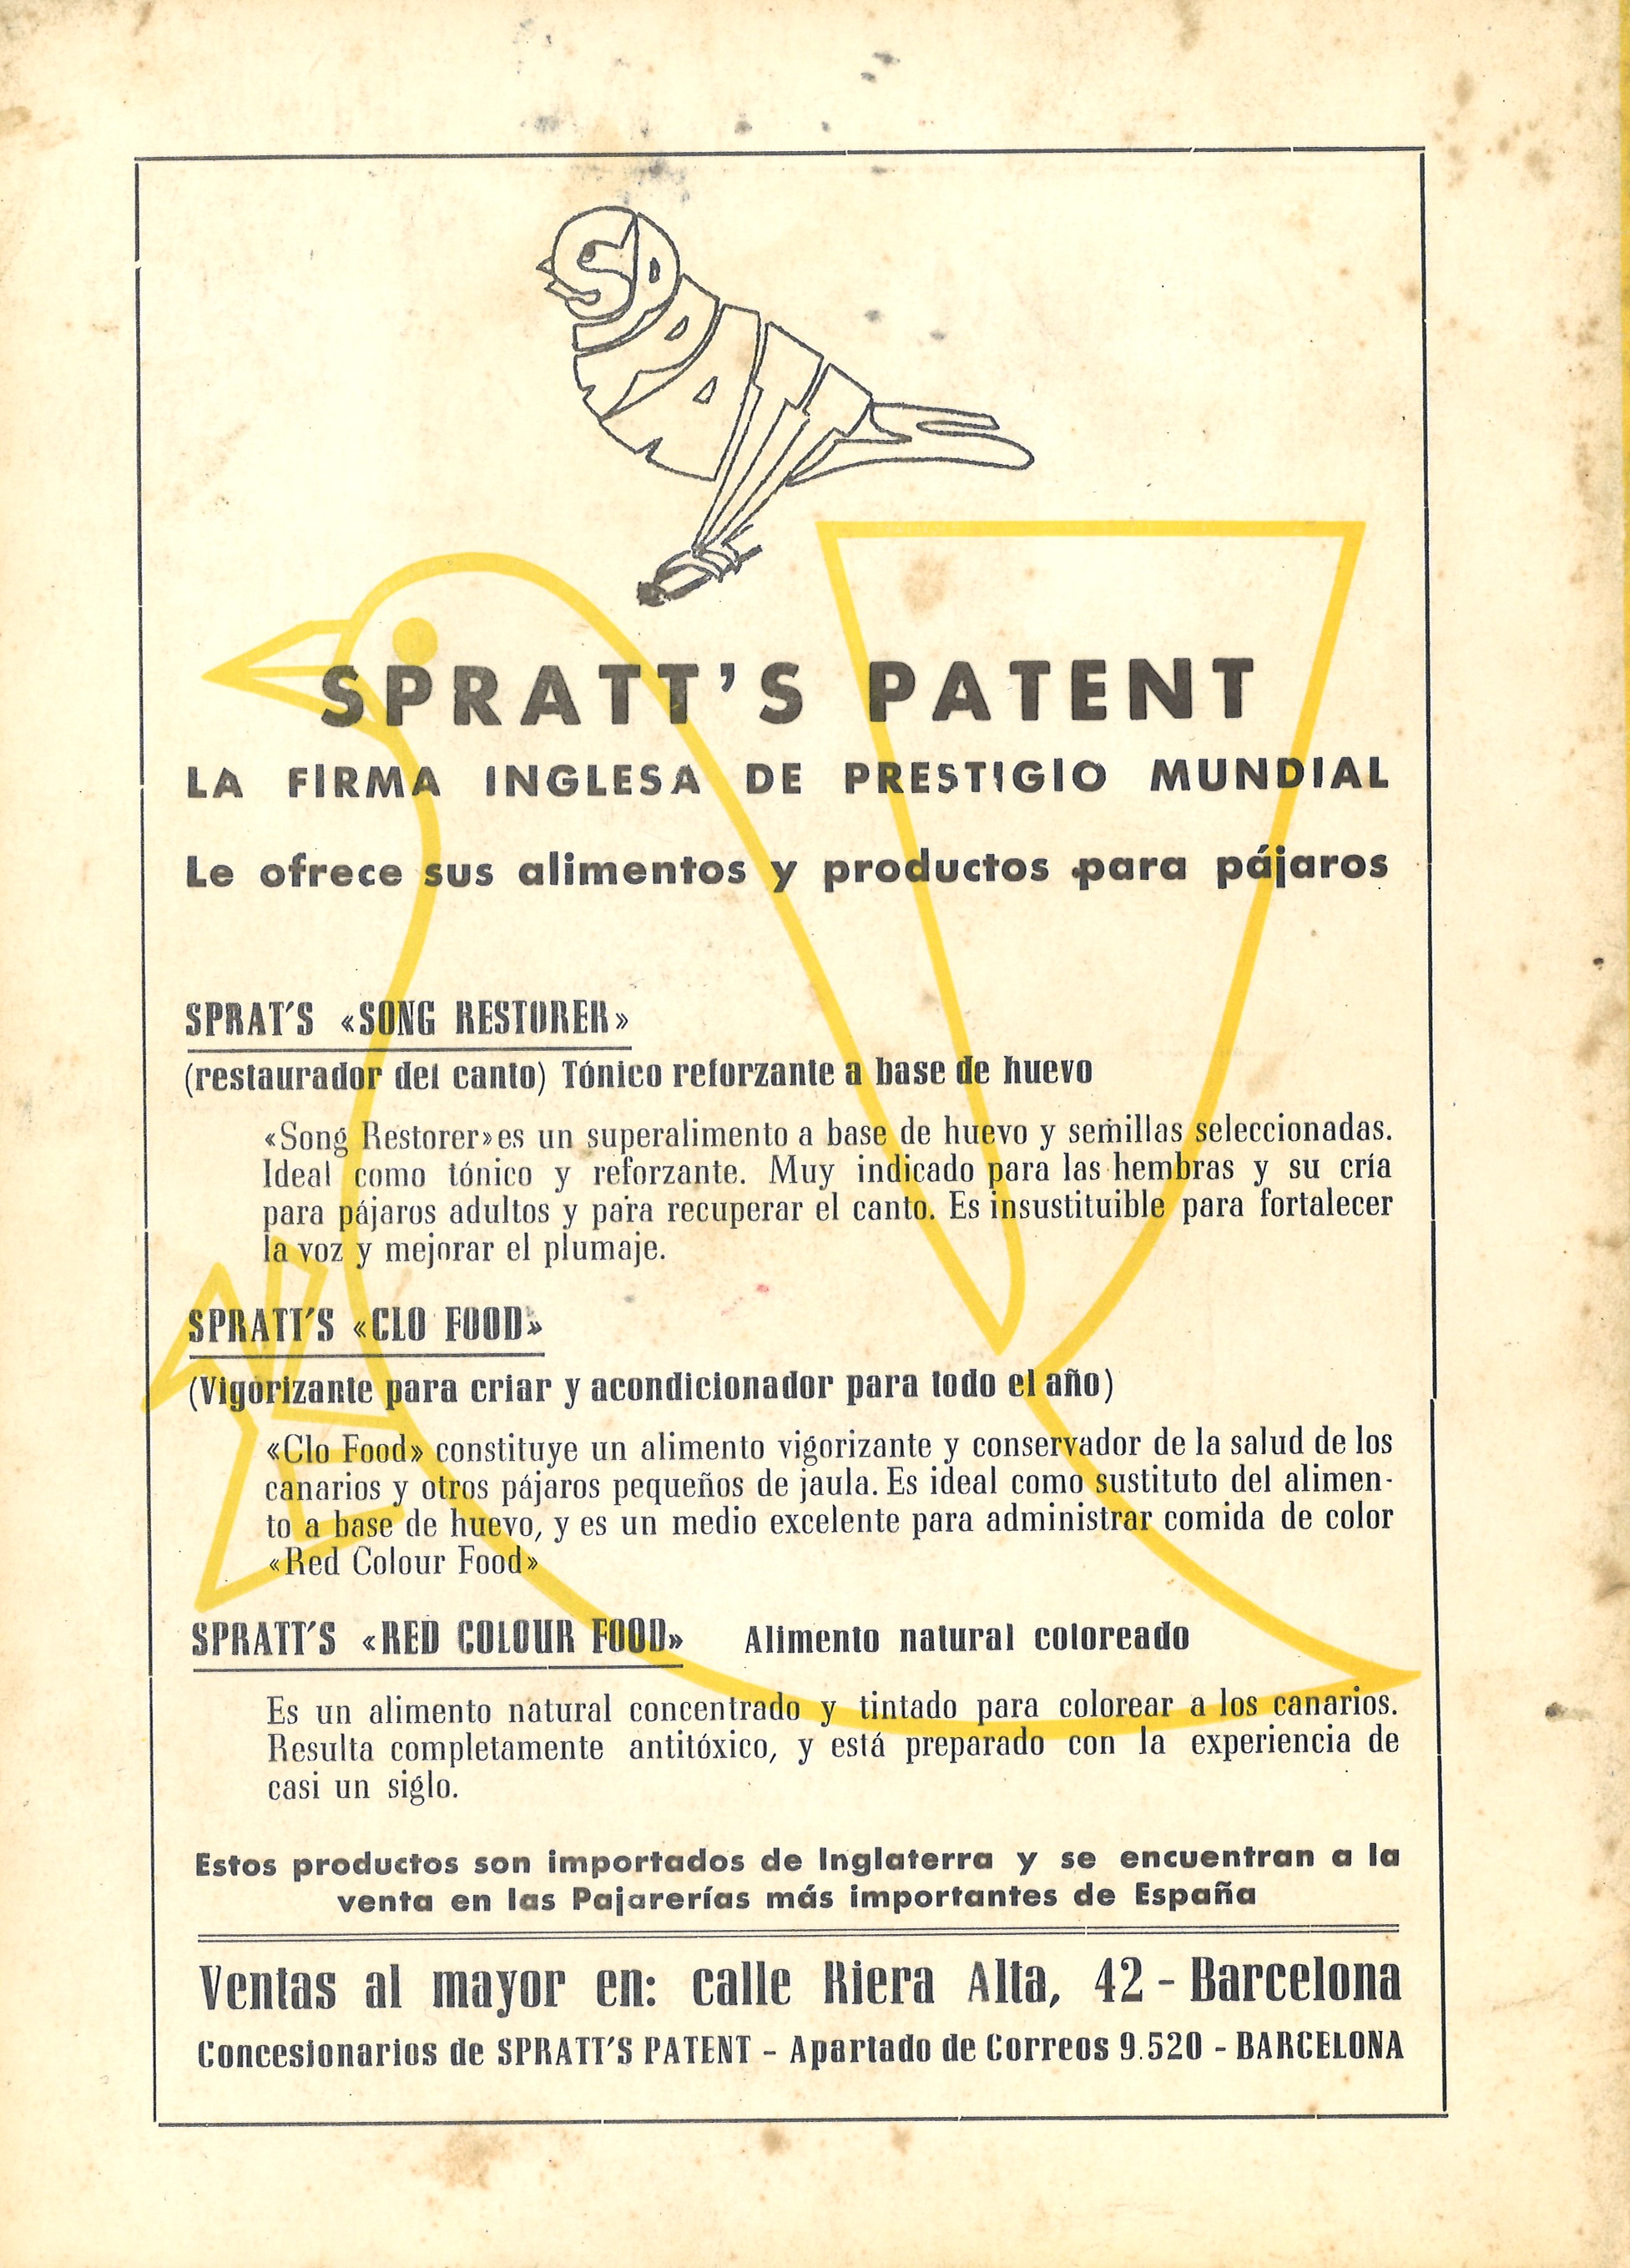 SPRATTS
SPRATT'S PATENT
LA FIRMA INGLESA DE PRESTIGIO MUNDIAL
Le ofrece sus alimentos y productos para pájaros
SPRAT'S «SONG RESTORER»
(restaurador del canto) Tónico reforzante a base de huevo
«Song Restorer» es un superalimento a base de huevo y semillas seleccionadas.
Ideal como tónico y reforzante. Muy indicado para las hembras y su cría
para pájaros adultos y para recuperar el canto. Es insustituible para fortalecer
la voz y mejorar el plumaje.
SPRATT'S «CLO FOOD»
(Vigorizante para criar y acondicionador para todo el año)
«Clo Food» constituye un alimento vigorizante y conservador de la salud de los
canarios y otros pájaros pequeños de jaula. Es ideal como sustituto del alimen-
to a base de huevo, y es un medio excelente para administrar comida de color
«Red Colour Food»
SPRATT'S «RED COLOUR FOOD» Alimento natural coloreado
Es un alimento natural concentrado y tintado para colorear a los canarios.
Resulta completamente antitóxico, y está preparado con la experiencia de
casi un siglo.
Estos productos son importados de Inglaterra y se encuentran a la
venta en las Pajarerías más importantes de España
Ventas al mayor en: calle Riera Alta, 42 - Barcelona
Concesionarios de SPRATT'S PATENT - Apartado de Correos 9.520 - BARCELONA